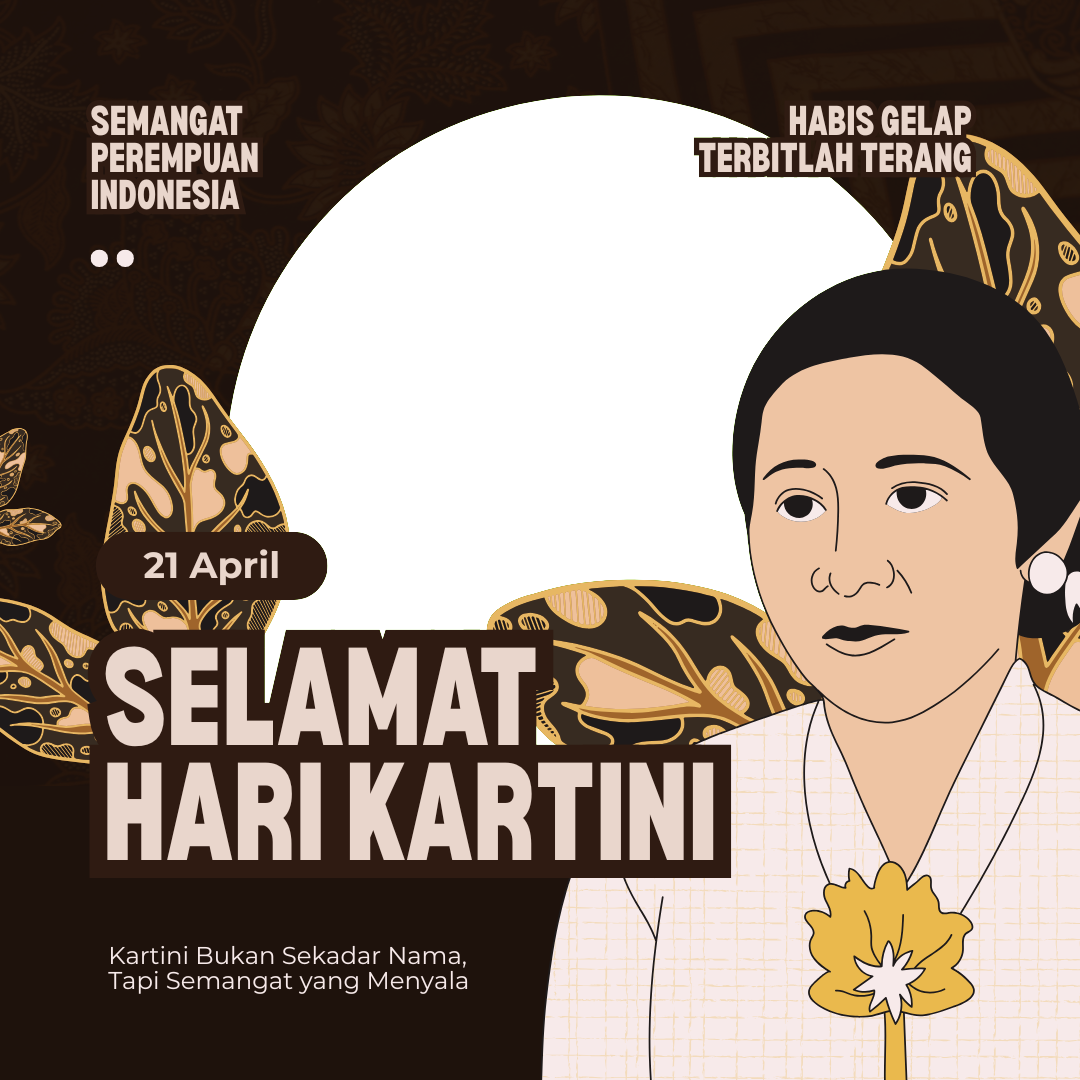 SEMANGAT
PEREMPUAN
INDONESIA
HABIS GELAP
TERBITLAH TERANG
21 April
SELAMAT
HARI KARTINI
Kartini Bukan Sekadar Nama,
Tapi Semangat yang Menyala